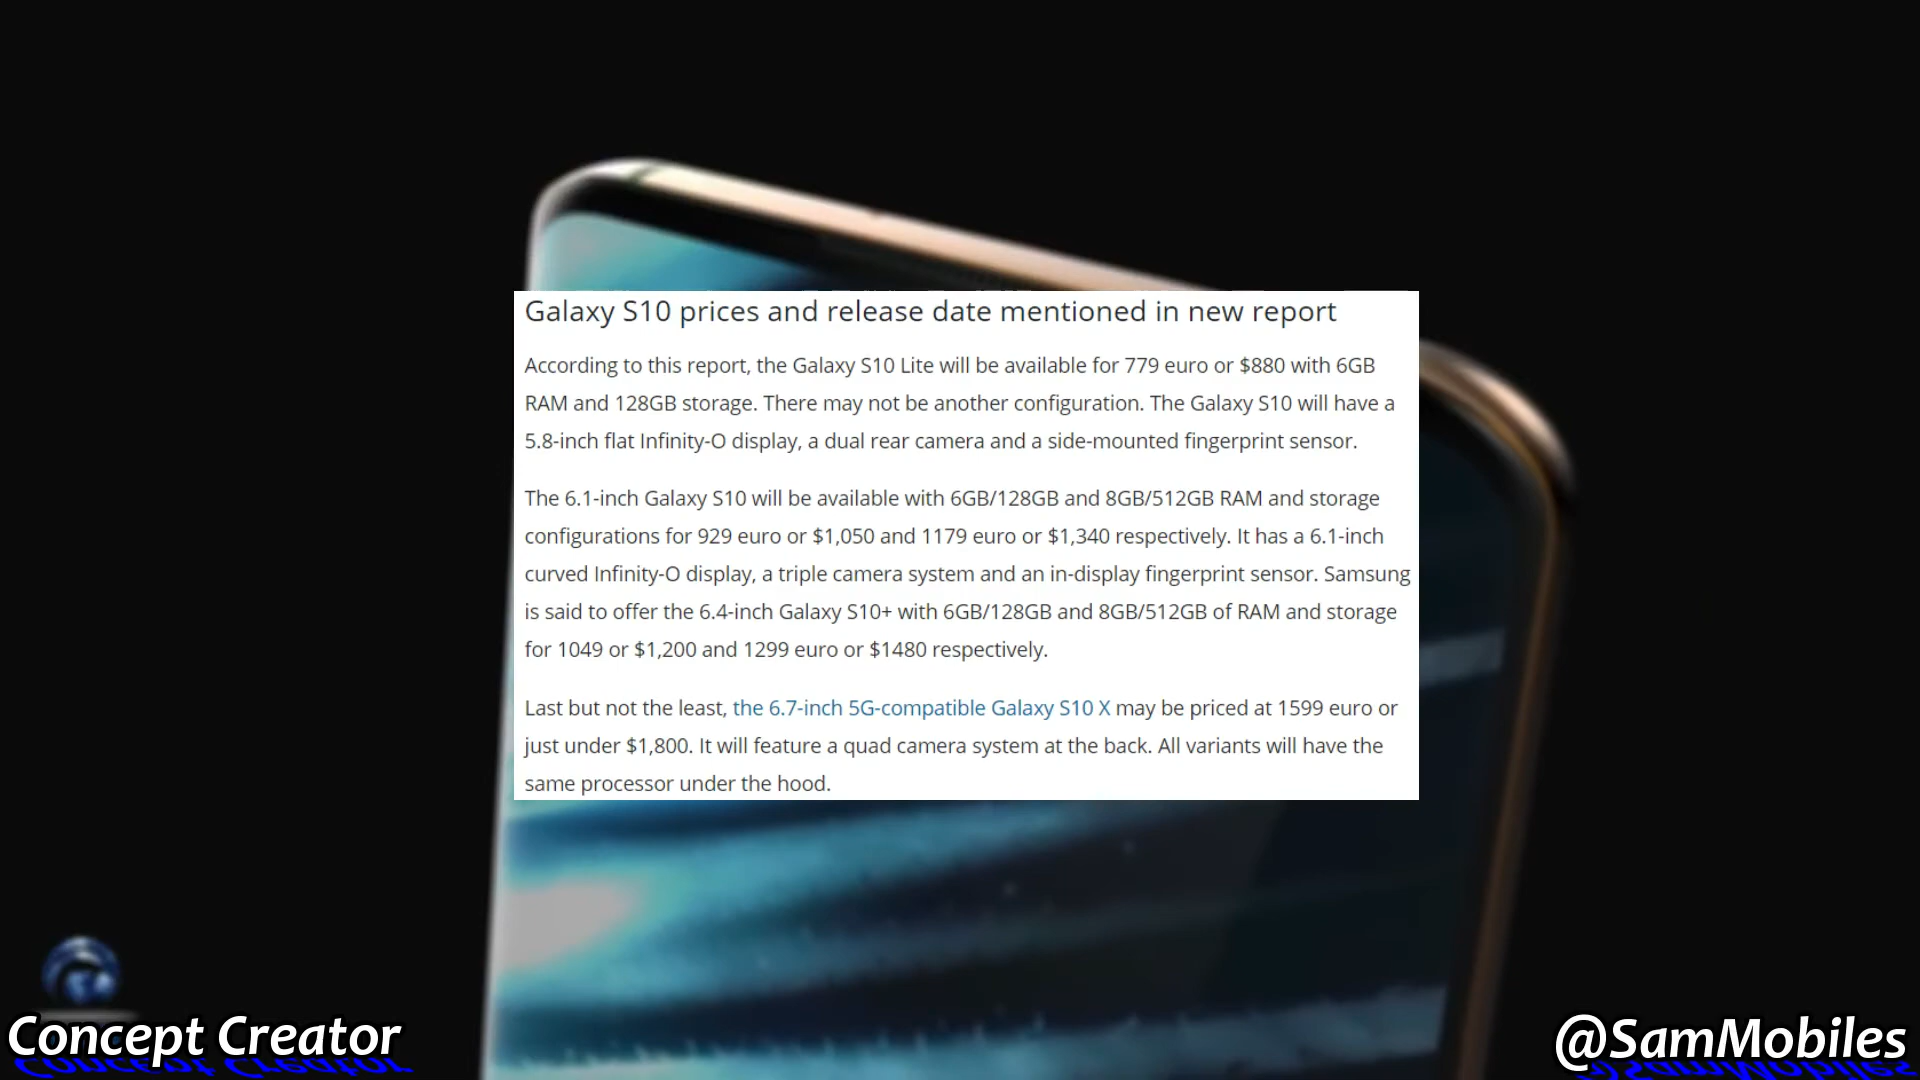 Galaxy S10 prices and release date mentioned in new report
According to this report, the Galaxy S10 Lite will be available for 779 euro or $880 with 6GB
RAM and 128GB storage. There may not be another configuration. The Galaxy S10 will have a
5.8-inch flat Infinity-O display, a dual rear camera and a side-mounted fingerprint sensor.
The 6.1-inch Galaxy S10 will be available with 6GB/128GB and 8GB/512GB RAM and storage
configurations for 929 euro or $1,050 and 1179 euro or $1,340 respectively. It has a 6.1-inch
curved Infinity-O display, a triple camera system and an in-display fingerprint sensor. Samsung
is said to offer the 6.4-inch Galaxy S10+ with 6GB/128GB and 8GB/512GB of RAM and storage
for 1049 or $1,200 and 1299 euro or $1480 respectively.
Last but not the least, the 6.7-inch 5G-compatible Galaxy S10 X may be priced at 1599 euro or
just under $1,800. It will feature a quad camera system at the back. All variants will have the
same processor under the hood.
Concept Creator
@SamMobiles